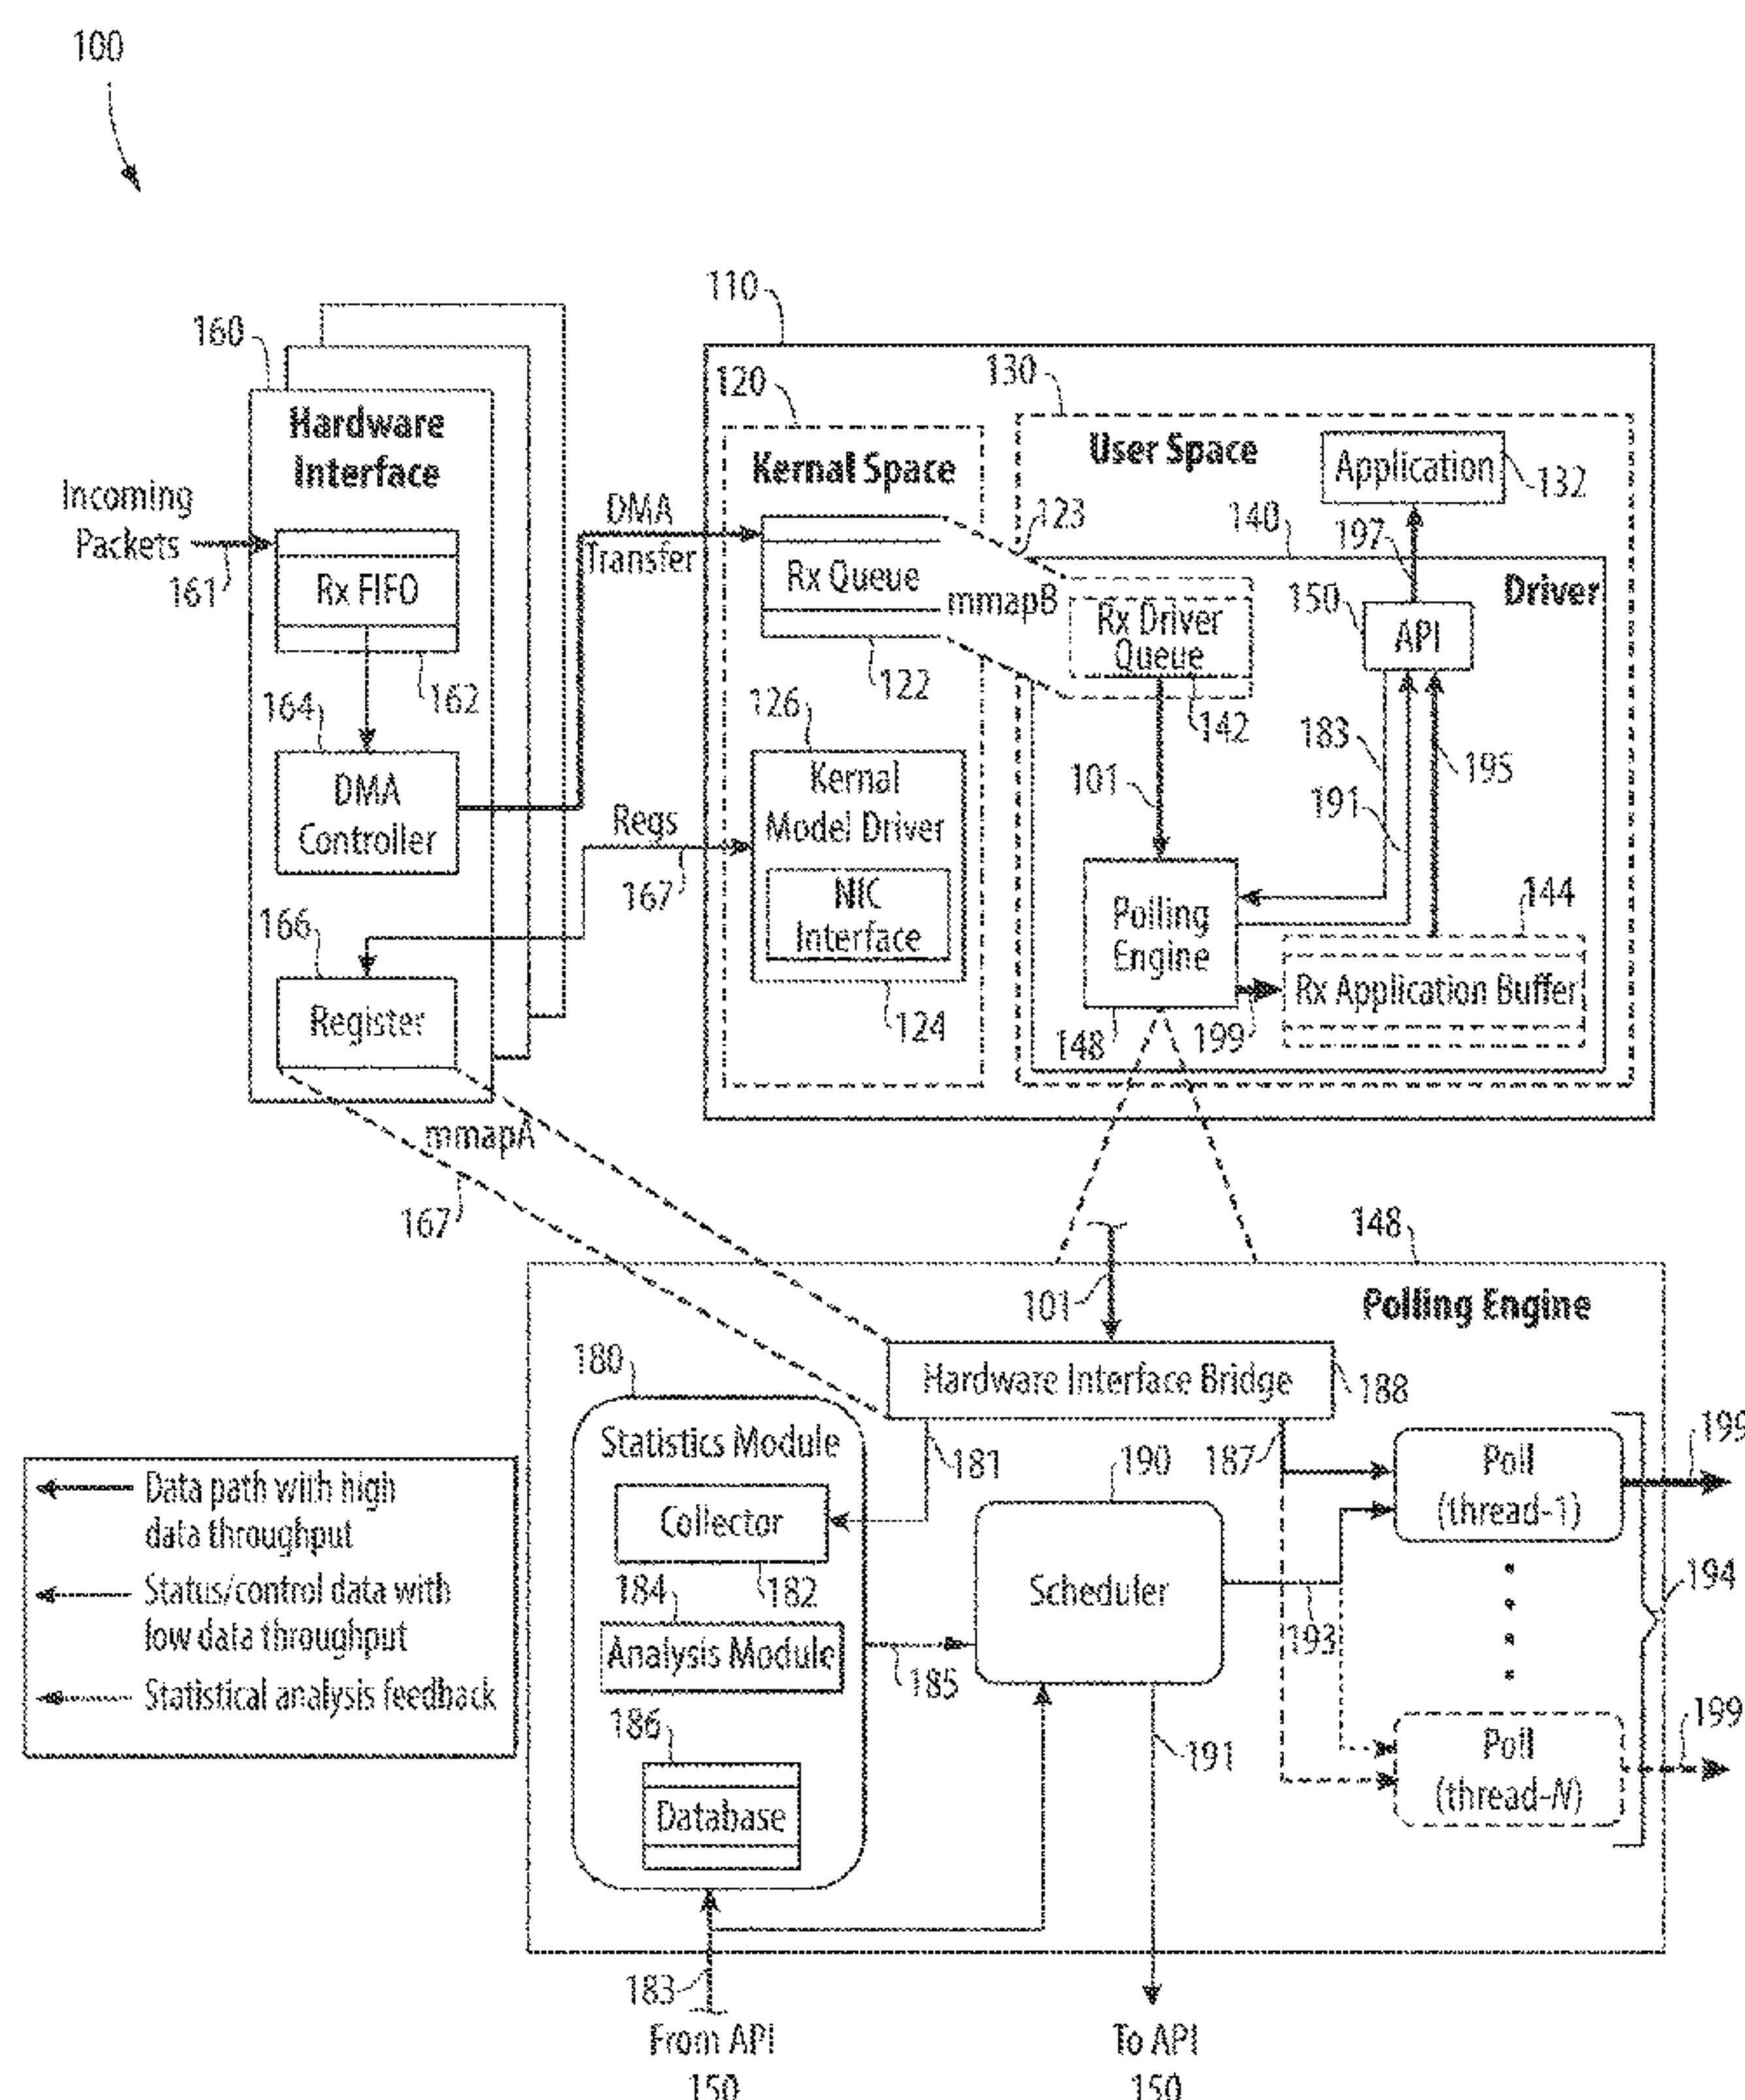 100
110
160
Hardware
Interface
Incoming
Packets
161
Rx FIFO
162
164
DMA
Controller
166
Register
DMA
Transfer
Regs
167
120
Kernal Space
Rx Queue
122
126
Kernal
Model Driver
NIC
Interface
124
130
User Space
Application
132
123
mmapB
140
197
Driver
150
API
Rx Driver
Queue
142
101
183
191
195
Polling
Engine
144
Rx Application Buffer
148
199
mmapA
167
148
101
Polling Engine
Hardware Interface Bridge
188
180
Statistics Module
181
Collector
182
184
Analysis Module
185
186
Database
190
187
Scheduler
193
191
Poll
(thread-1)
199
194
Poll
(thread-N)
199
Data path with high
data throughput
Status/control data with
low data throughput
Statistical analysis feedback
183
From API
150
To API
150